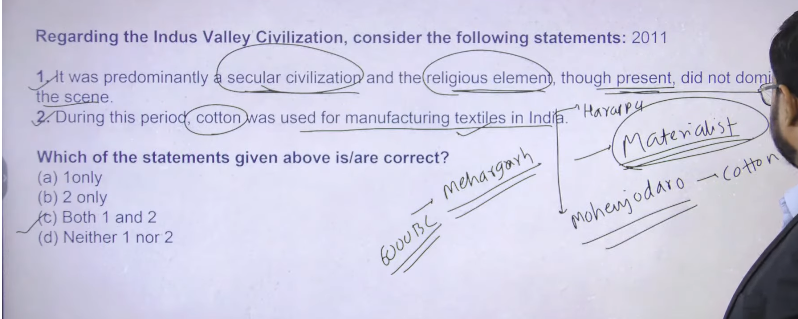 Regarding the Indus Valley Civilization, consider the following statements: 2011
1. It was predominantly a secular civilization and the religious element, though present, did not domi
the scene.
2. During this period, cotton was used for manufacturing textiles in India.
Harappa
Materialist
Which of the statements given above is/are correct?
(a) 1only
(b) 2 only
(c) Both 1 and 2
(d) Neither 1 nor 2
Mehargarh
6000BC
Mohenjodaro
Cotton